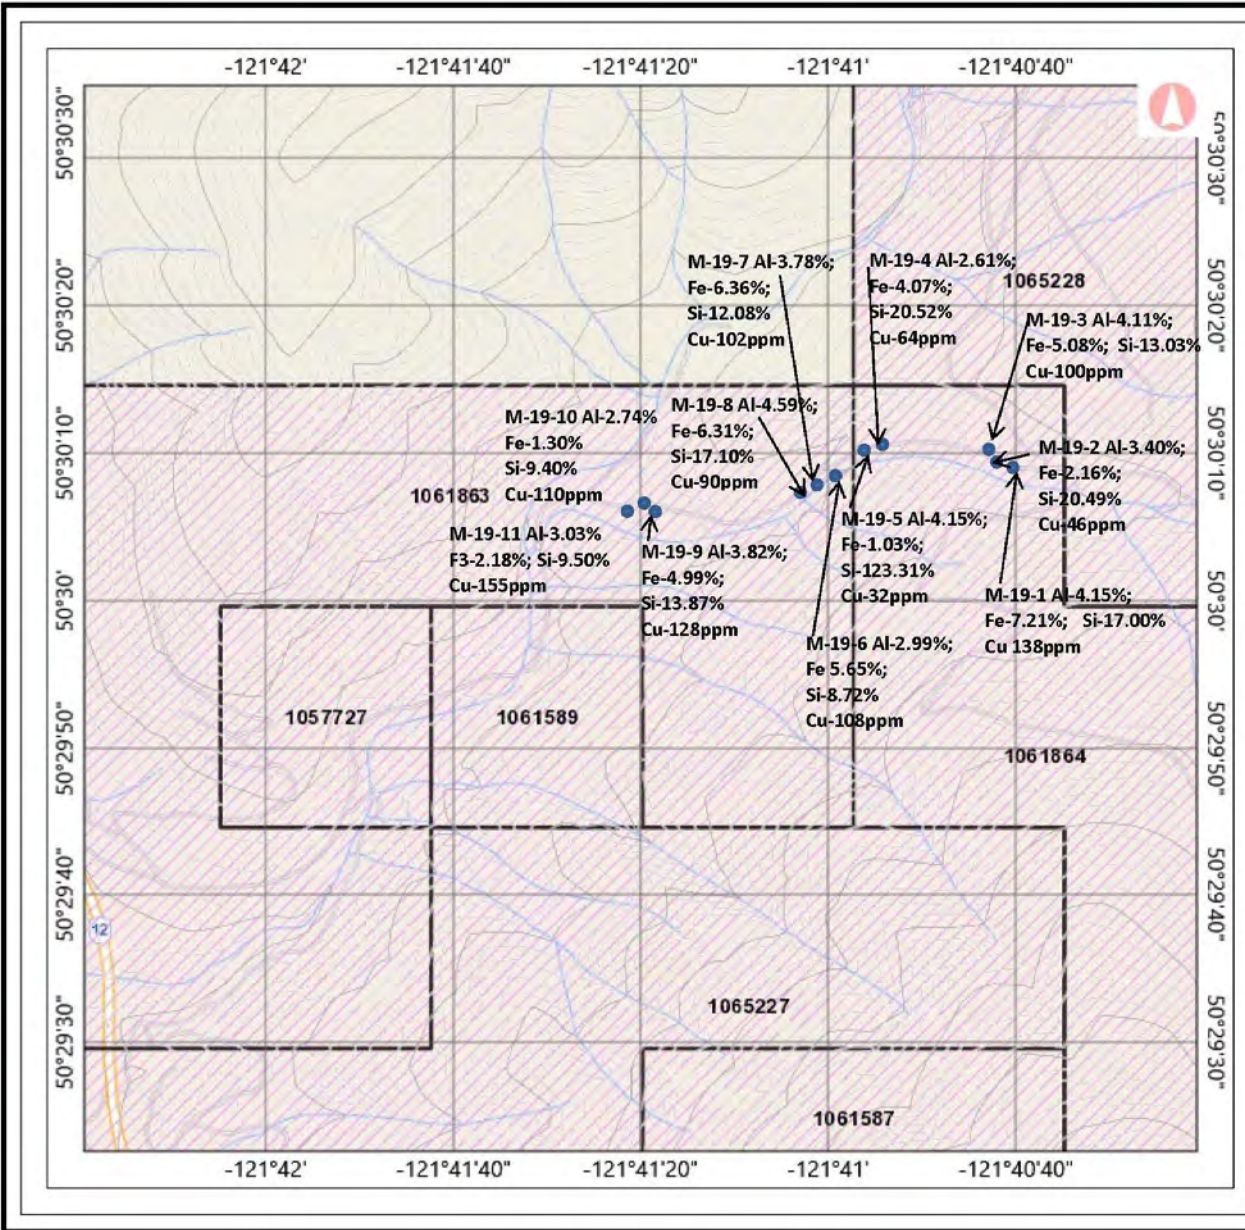 -121°42' -121°41'40" -121°41'20" -121°41' -121°40'40"
50°30'30"
50°30'30"
50°30'20"
50°30'20"
50°30'10"
50°30'10"
50°30'
50°30'
50°29'50"
50°29'50"
50°29'40"
50°29'40"
50°29'30"
50°29'30"
M-19-7 Al-3.78%;
Fe-6.36%;
Si-12.08%
Cu-102ppm
M-19-4 Al-2.61%;
Fe-4.07%;
Si-20.52%
Cu-64ppm
1065228
M-19-3 Al-4.11%;
Fe-5.08%; Si-13.03%
Cu-100ppm
M-19-10 Al-2.74%
Fe-1.30%
Si-9.40%
Cu-110ppm
M-19-8 Al-4.59%;
Fe-6.31%;
Si-17.10%
Cu-90ppm
M-19-2 Al-3.40%;
Fe-2.16%;
Si-20.49%
Cu-46ppm
1061863
M-19-11 Al-3.03%
F3-2.18%; Si-9.50%
Cu-155ppm
M-19-9 Al-3.82%;
Fe-4.99%;
Si-13.87%
Cu-128ppm
M-19-5 Al-4.15%;
Fe-1.03%;
Si-123.31%
Cu-32ppm
M-19-1 Al-4.15%;
Fe-7.21%; Si-17.00%
Cu 138ppm
M-19-6 Al-2.99%;
Fe 5.65%;
Si-8.72%
Cu-108ppm
1057727
1061589
1061864
12
1065227
1061587
-121°42' -121°41'40" -121°41'20" -121°41' -121°40'40"